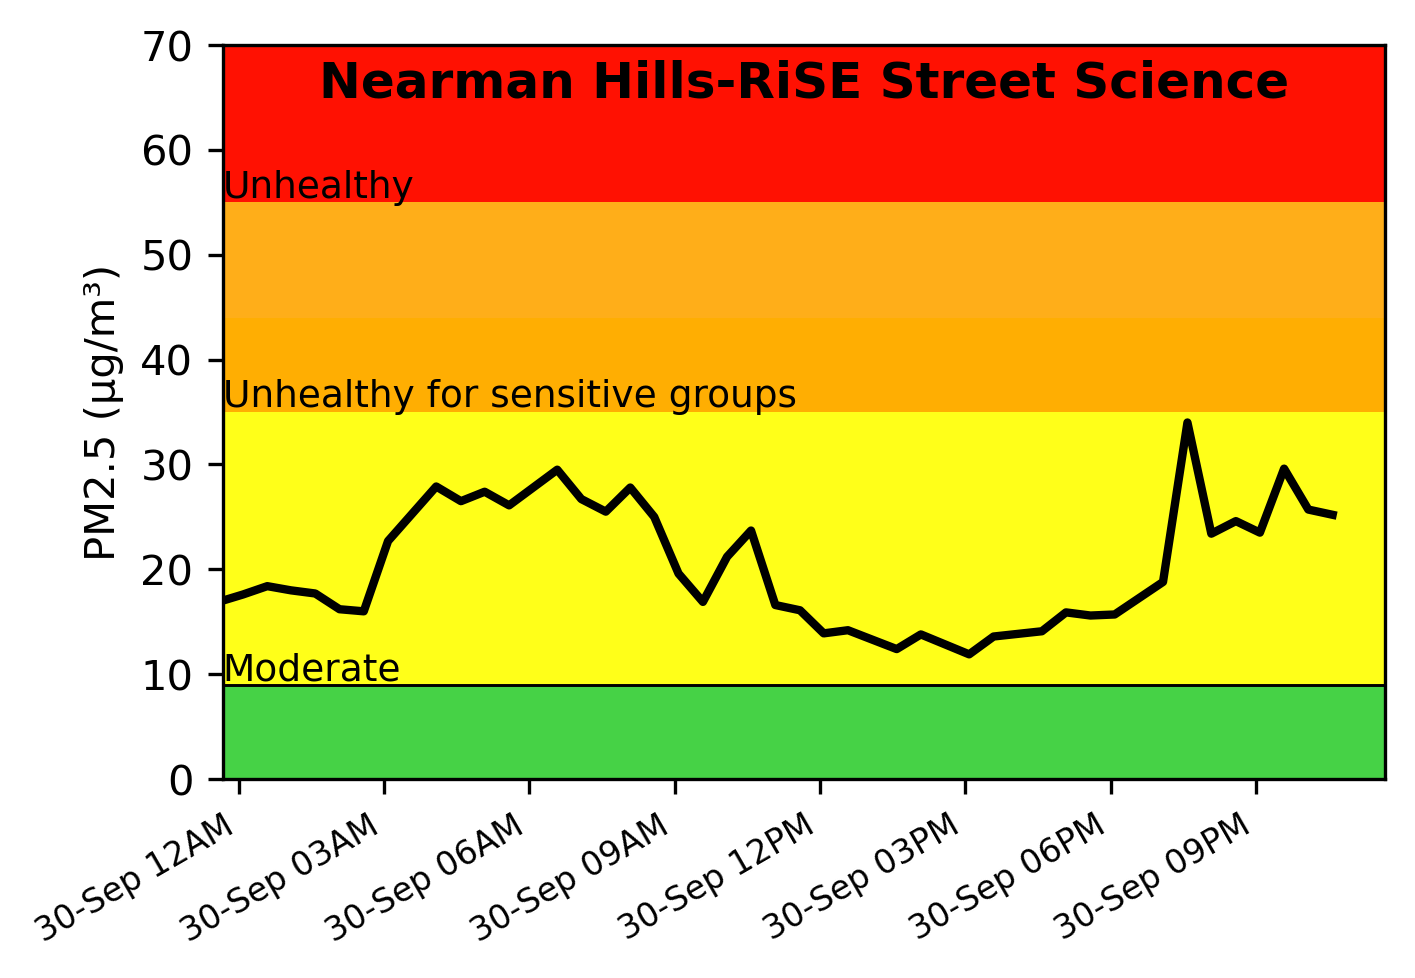 Nearman Hills-RiSE Street Science
70
60
50
40
30
20
10
0
PM2.5 (μg/m³)
Unhealthy
Unhealthy for sensitive groups
Moderate
30-Sep 12AM
30-Sep 03AM
30-Sep 06AM
30-Sep 09AM
30-Sep 12PM
30-Sep 03PM
30-Sep 06PM
30-Sep 09PM